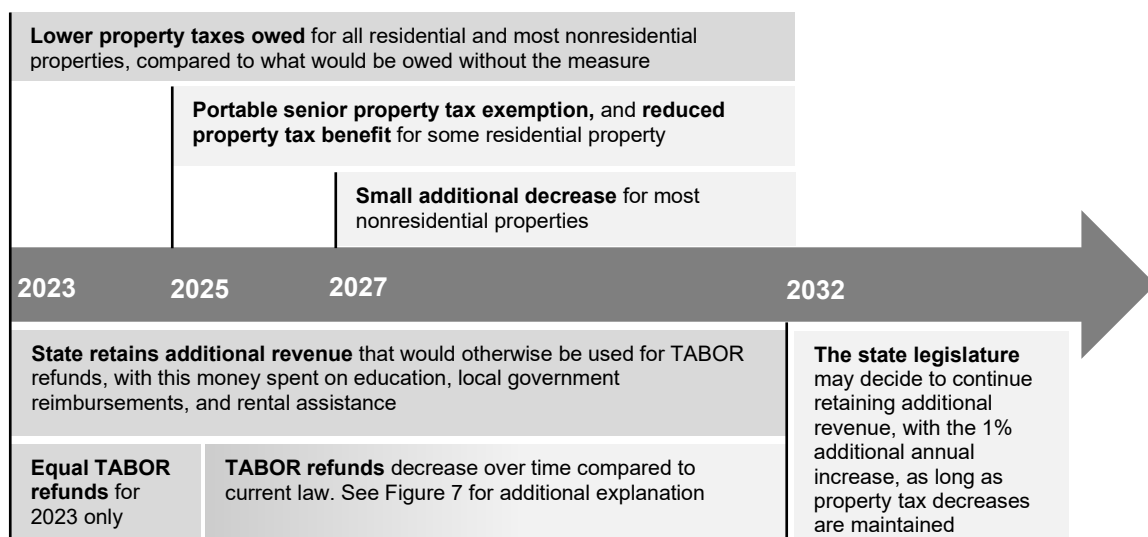 Lower property taxes owed for all residential and most nonresidential
properties, compared to what would be owed without the measure
Portable senior property tax exemption, and reduced
property tax benefit for some residential property
Small additional decrease for most
nonresidential properties
2023
2025
2027
2032
State retains additional revenue that would otherwise be used for TABOR
refunds, with this money spent on education, local government
reimbursements, and rental assistance
The state legislature
may decide to continue
retaining additional
revenue, with the 1%
additional annual
increase, as long as
property tax decreases
are maintained
Equal TABOR
refunds for
2023 only
TABOR refunds decrease over time compared to
current law. See Figure 7 for additional explanation